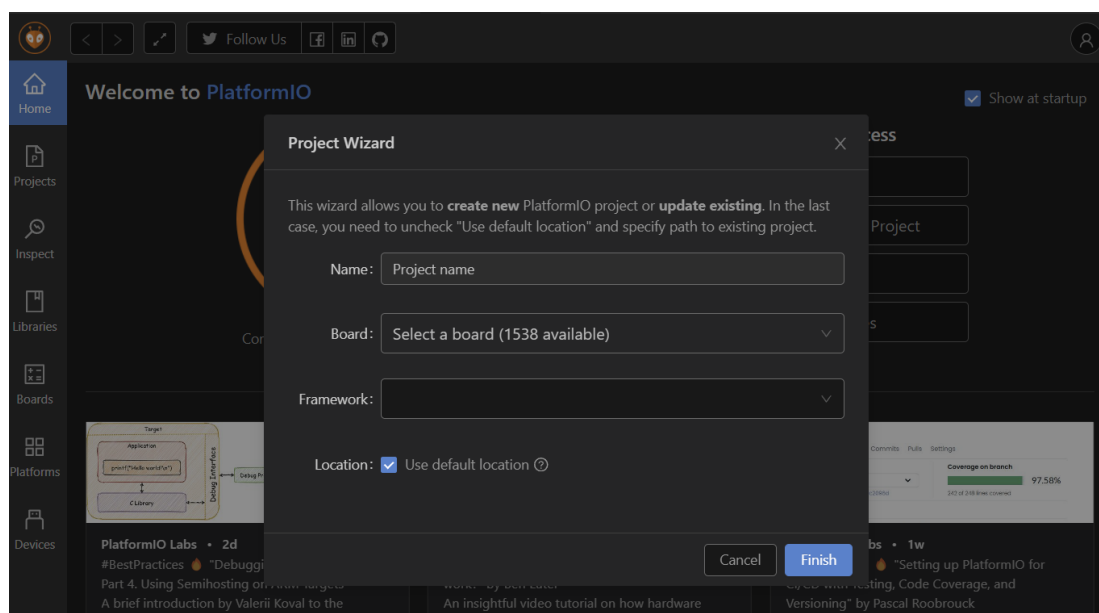 Follow Us
Home
Projects
Inspect
Libraries
Boards
Platforms
Devices
Welcome to PlatformIO
Show at startup
Project Wizard
This wizard allows you to create new PlatformIO project or update existing. In the last
case, you need to uncheck "Use default location" and specify path to existing project.
Name:
Project name
Board:
Select a board (1538 available)
Framework:
Location:
Use default location
Cancel
Finish
Project
Target
Application
printf("Hello world!\n")
C Library
Debug Interface
Commits Pulls Settings
Coverage on branch
97.58%
PlatformIO Labs • 2d
Part 4. Using Semihosting on ARM Targets"
A brief introduction by Valerii Koval to the
An insightful video tutorial on how hardware
• 1w
"Setting up PlatformIO for
CI/CD with Testing, Code Coverage, and
Versioning" by Pascal Roobrouck